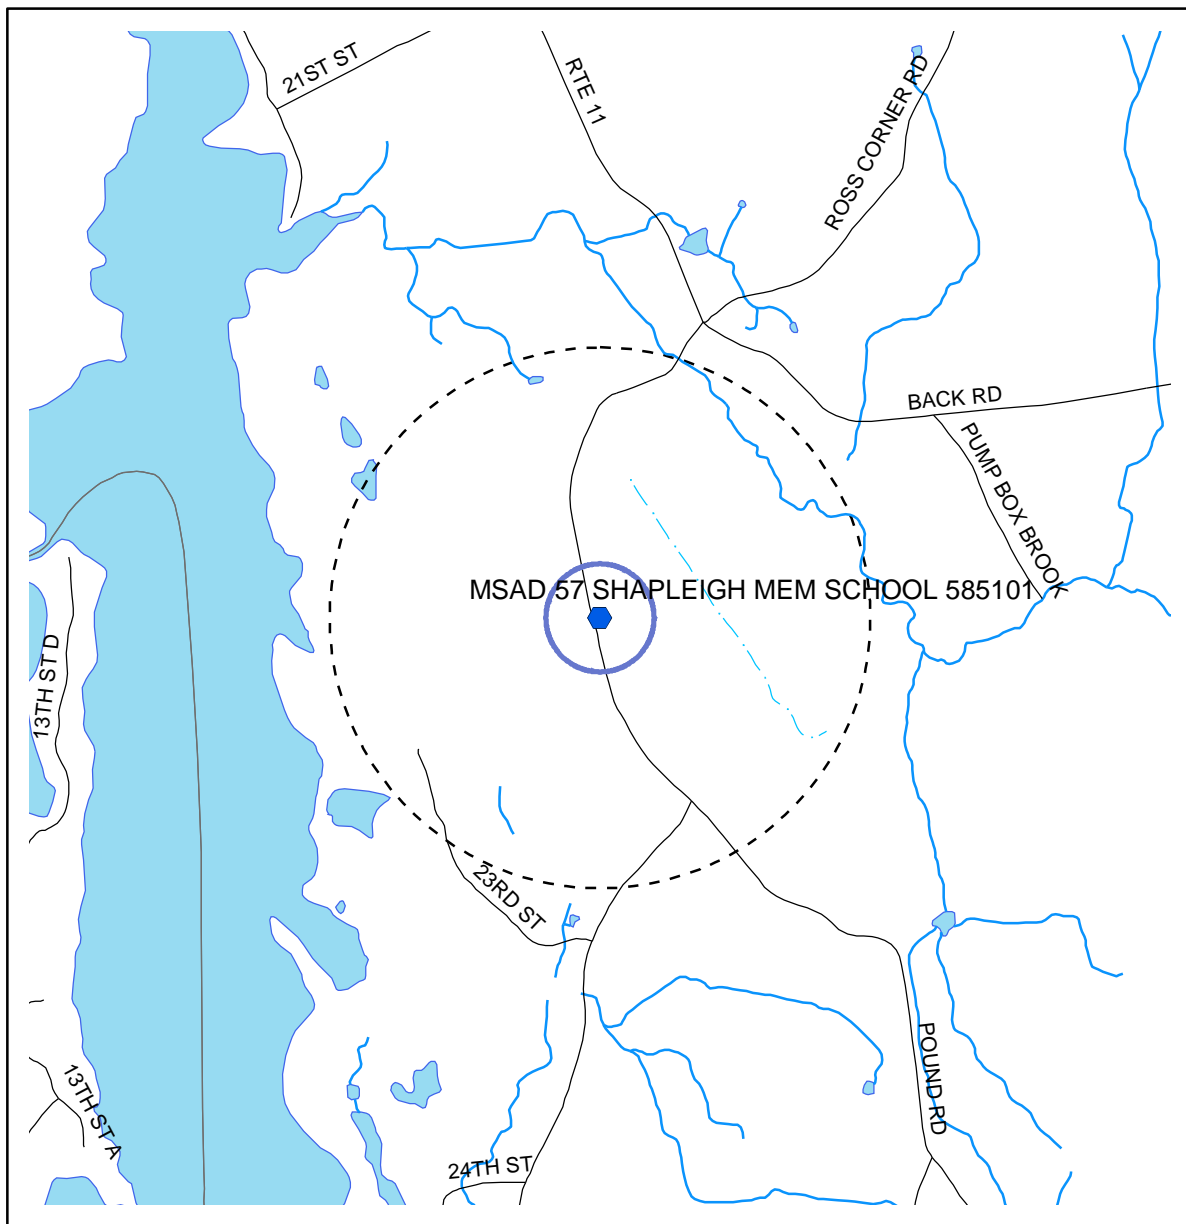 21ST ST
RTE 11
ROSS CORNER RD
BACK RD
PUMP BOX BROOK
MSAD 57 SHAPLEIGH MEM SCHOOL 585101
13TH ST D
23RD ST
POUND RD
13TH ST A
24TH ST